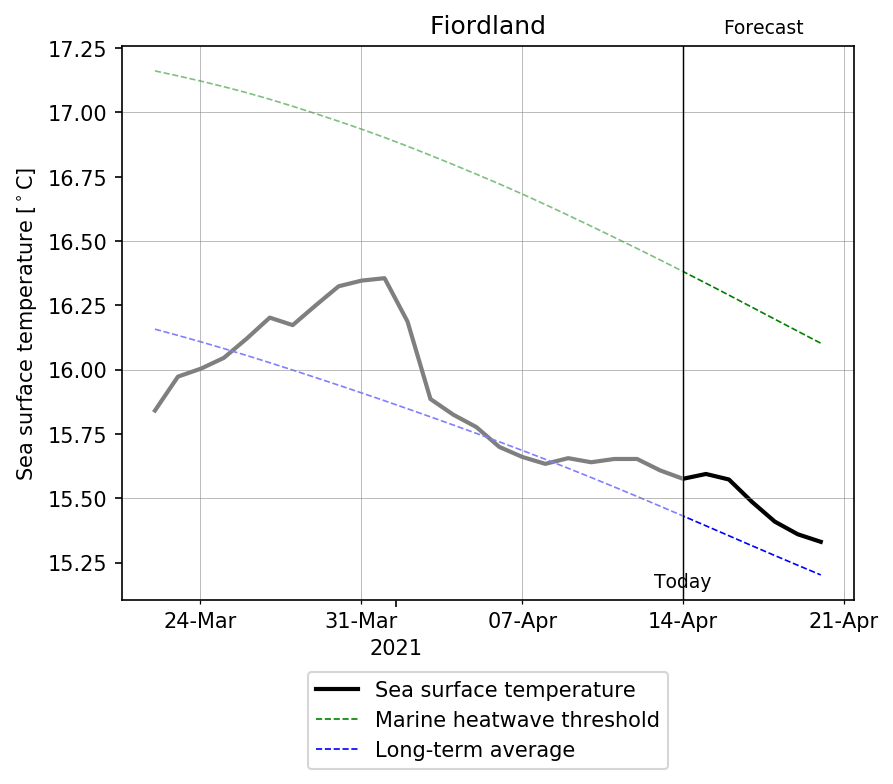 Fiordland
Forecast
17.25
17.00
16.75
16.50
16.25
16.00
15.75
15.50
15.25
Sea surface temperature [°C]
Today
24-Mar
31-Mar
07-Apr
14-Apr
21-Apr
2021
Sea surface temperature
Marine heatwave threshold
Long-term average